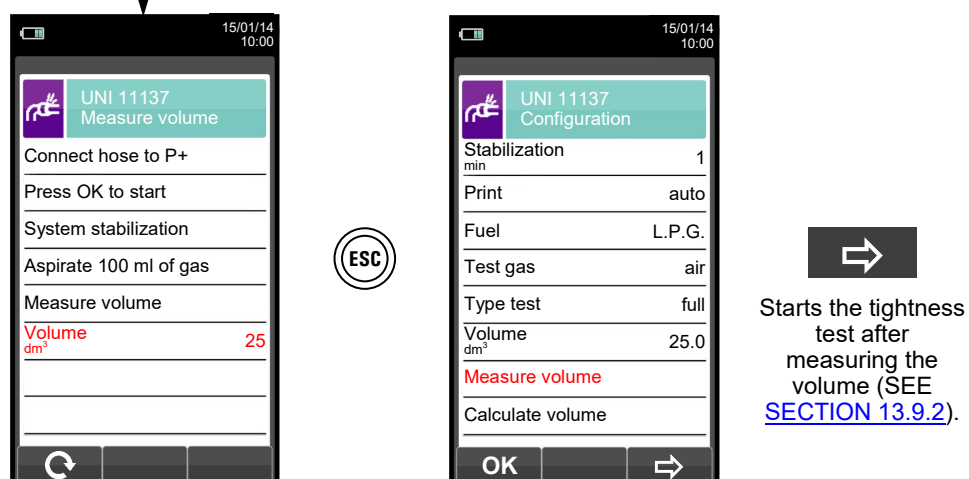 15/01/14
10:00
UNI 11137
Measure volume
Connect hose to P+
Press OK to start
System stabilization
Aspirate 100 ml of gas
Measure volume
Volume
dm³
25
ESC
15/01/14
10:00
UNI 11137
Configuration
Stabilization
min
1
Print auto
Fuel L.P.G.
Test gas air
Type test full
Volume
dm³
25.0
Measure volume
Calculate volume
OK
Starts the tightness
test after
measuring the
volume (SEE
SECTION 13.9.2).